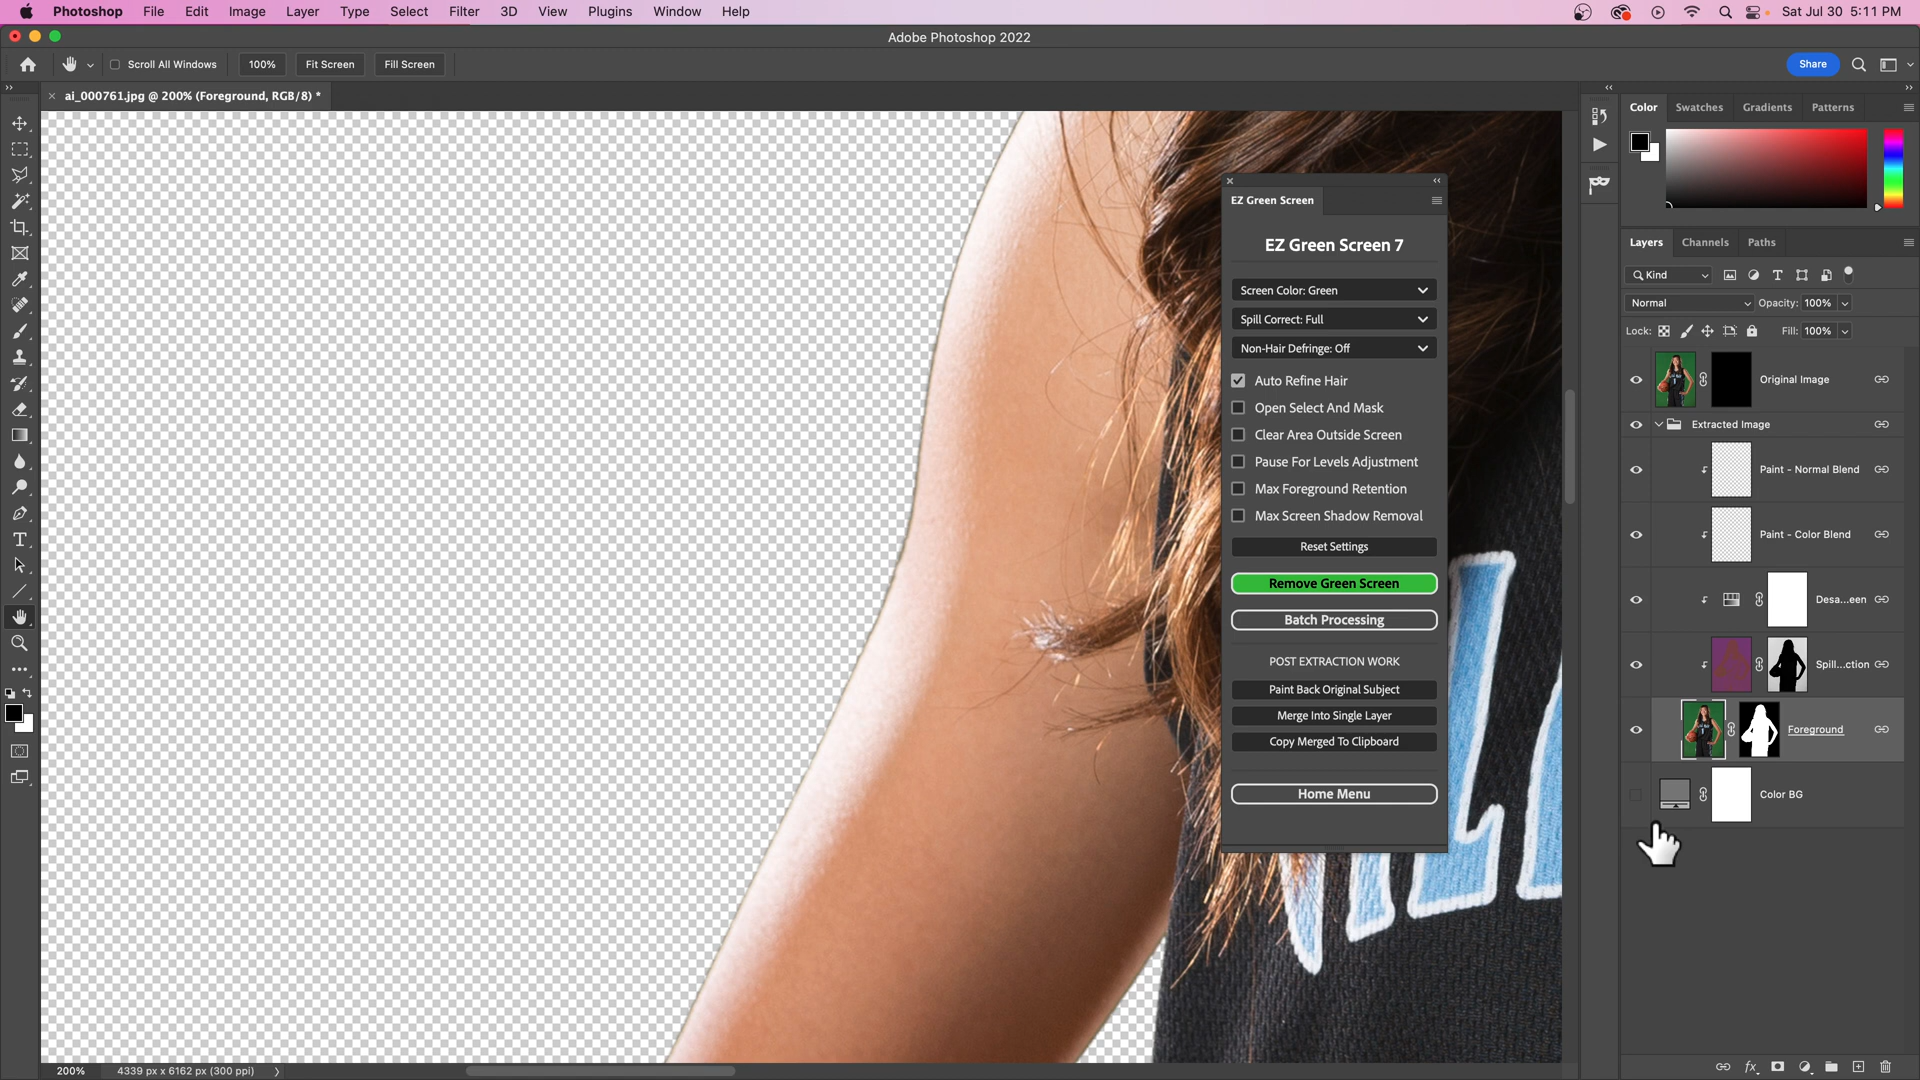 Photoshop File Edit Image Layer Type Select Filter 3D View Plugins Window Help
Sat Jul 30 5:11 PM
Adobe Photoshop 2022
Scroll All Windows 100% Fit Screen Fill Screen
Share
ai_000761.jpg @ 200% (Foreground, RGB/8) *
Color Swatches Gradients Patterns
EZ Green Screen
EZ Green Screen 7
Screen Color: Green
Spill Correct: Full
Non-Hair Defringe: Off
Auto Refine Hair
Open Select And Mask
Clear Area Outside Screen
Pause For Levels Adjustment
Max Foreground Retention
Max Screen Shadow Removal
Reset Settings
Remove Green Screen
Batch Processing
POST EXTRACTION WORK
Paint Back Original Subject
Merge Into Single Layer
Copy Merged To Clipboard
Home Menu
Layers Channels Paths
Kind
Normal Opacity: 100%
Lock: Fill: 100%
Original Image
Extracted Image
Paint - Normal Blend
Paint - Color Blend
Desa...een
Spill...ction
Foreground
Color BG
200% 4339 px x 6162 px (300 ppi)